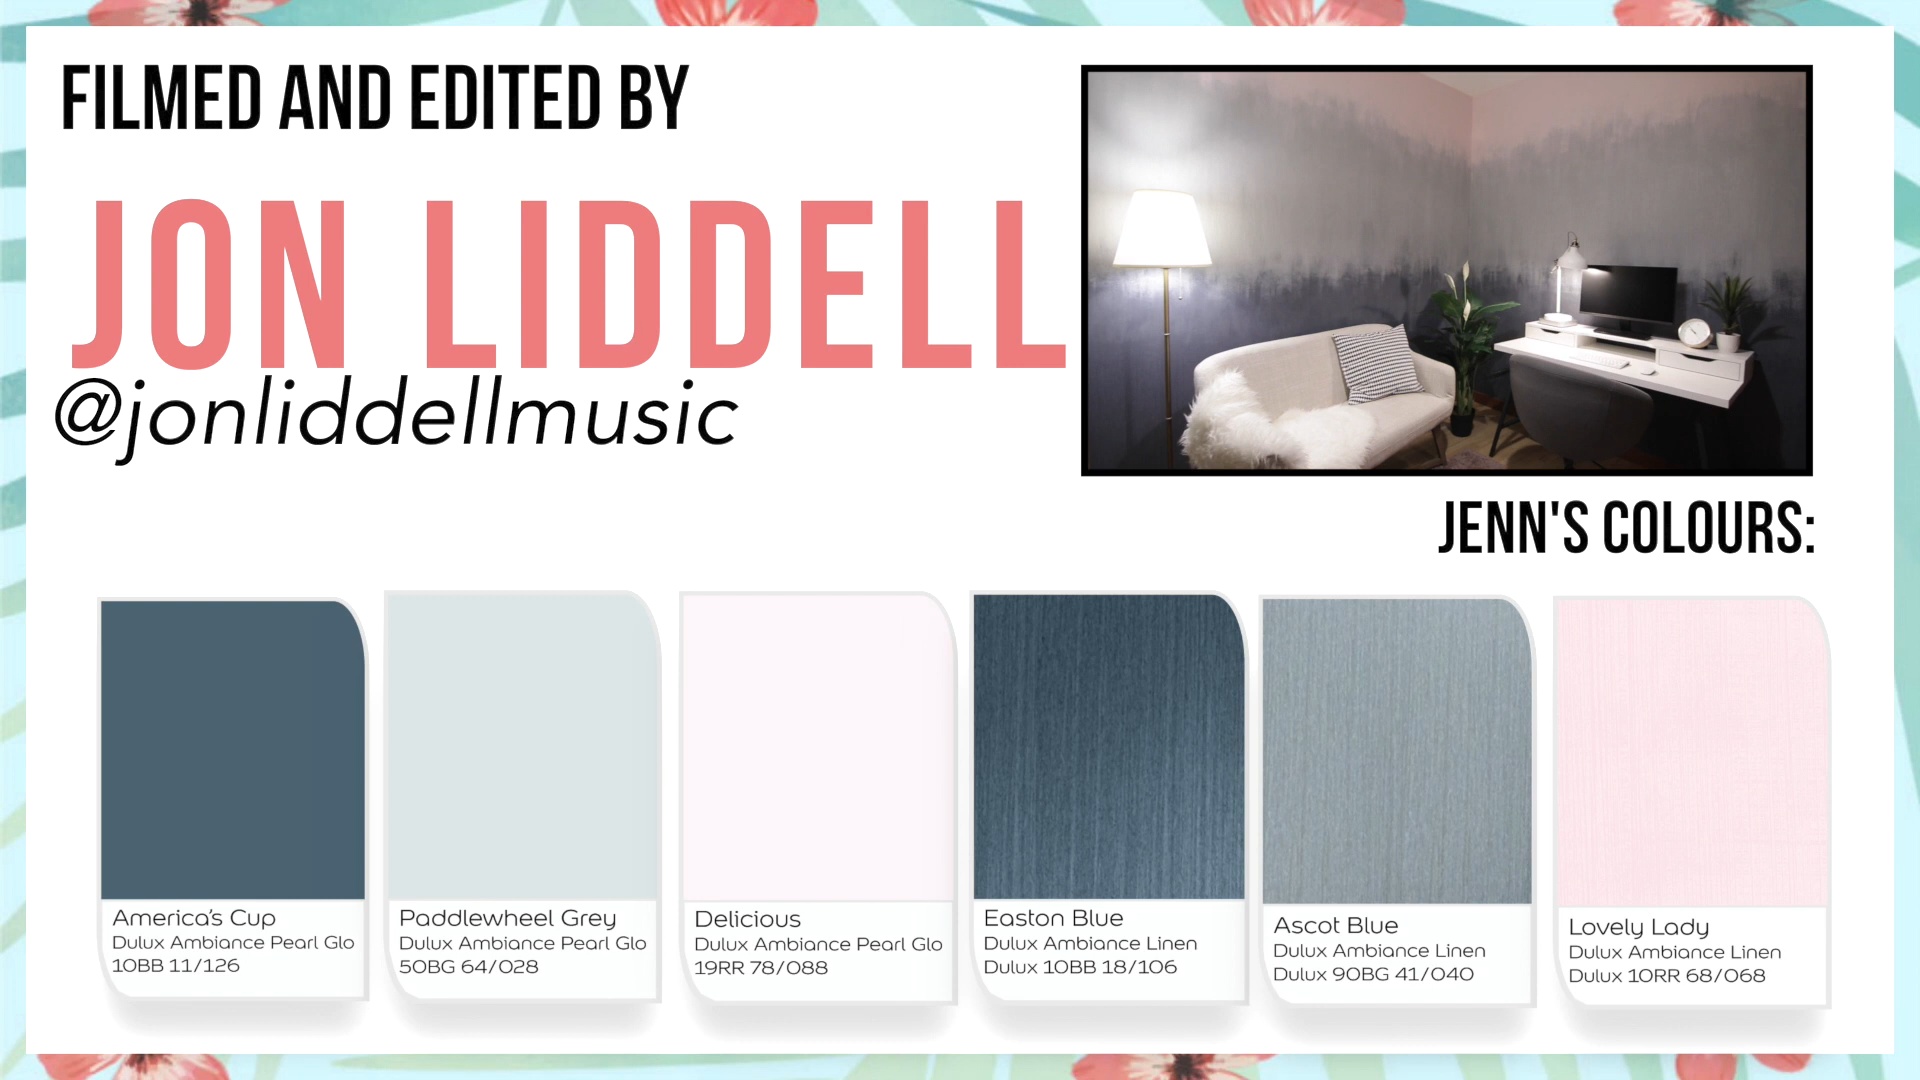 FILMED AND EDITED BY
JON LIDDELL
@jonliddellmusic
JENN'S COLOURS:
America's Cup
Dulux Ambiance Pearl Glo
10BB 11/126
Paddlewheel Grey
Dulux Ambiance Pearl Glo
50BG 64/028
Delicious
Dulux Ambiance Pearl Glo
19RR 78/088
Easton Blue
Dulux Ambiance Linen
Dulux 10BB 18/106
Ascot Blue
Dulux Ambiance Linen
Dulux 90BG 41/040
Lovely Lady
Dulux Ambiance Linen
Dulux 10RR 68/068